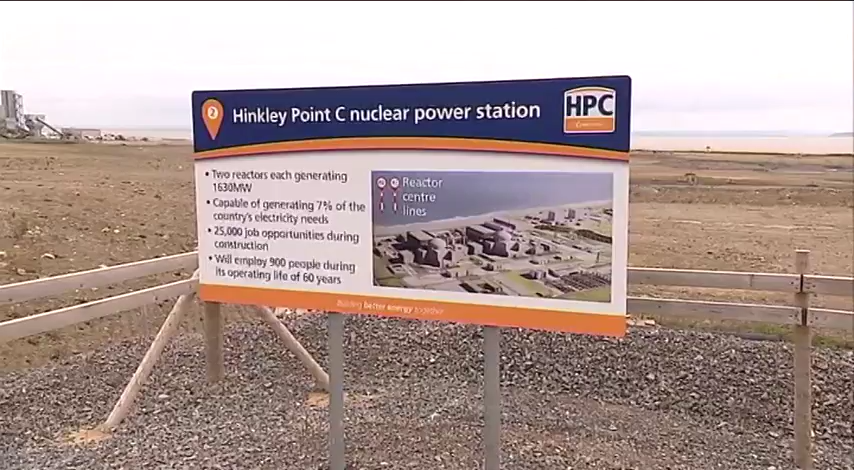 2
Hinkley Point C nuclear power station
HPC
• Two reactors each generating
1630MW
• Capable of generating 7% of the
country's electricity needs
• 25,000 job opportunities during
construction
• Will employ 900 people during
its operating life of 60 years
Reactor
centre
lines
Building better energy together